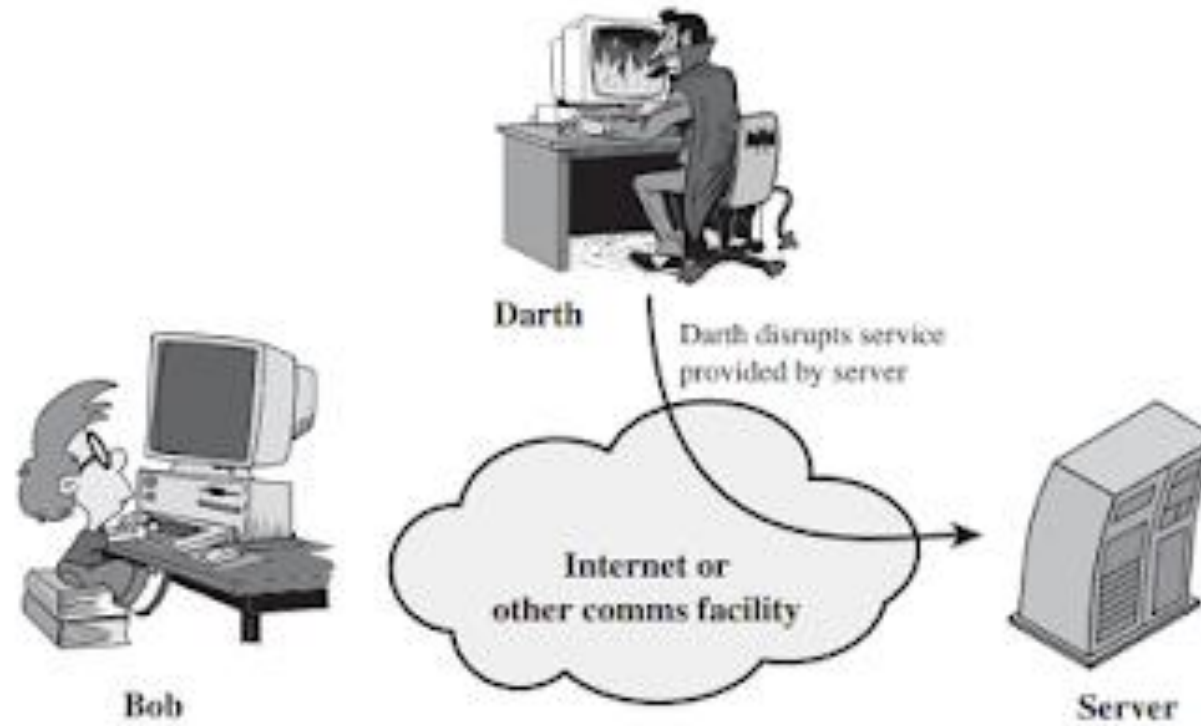 Darth
Darth disrupts service
provided by server
Internet or
other comms facility
Bob
Server